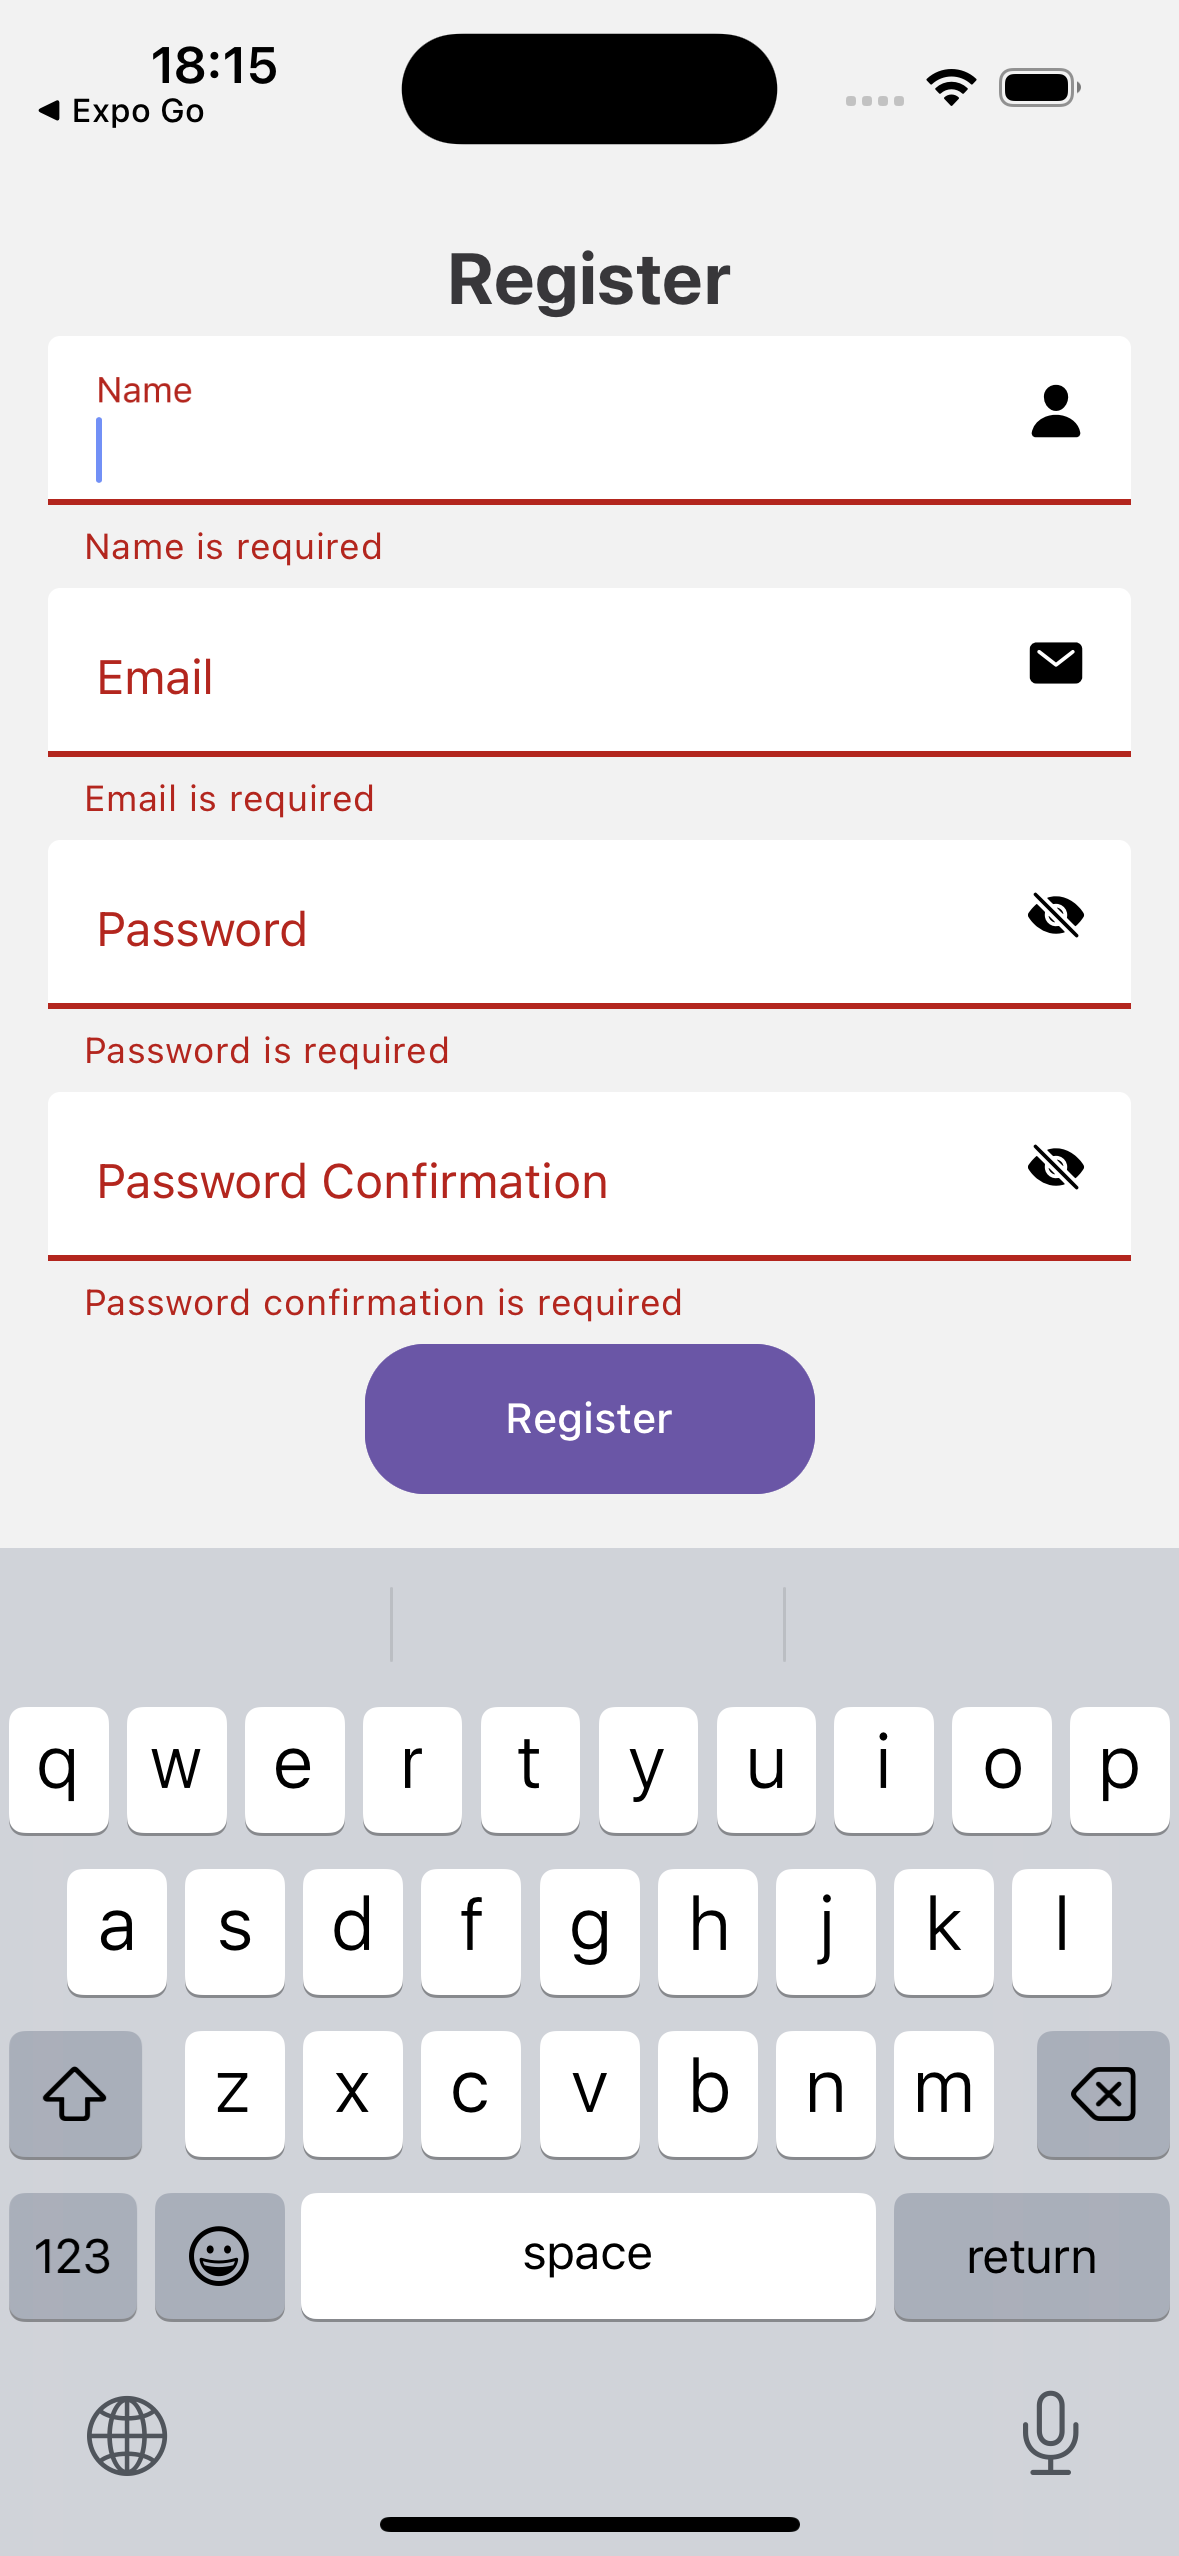 18:15
◀ Expo Go
Register
Name
Name is required
Email
Email is required
Password
Password is required
Password Confirmation
Password confirmation is required
Register
q w e r t y u i o p
a s d f g h j k l
z x c v b n m
123 space return